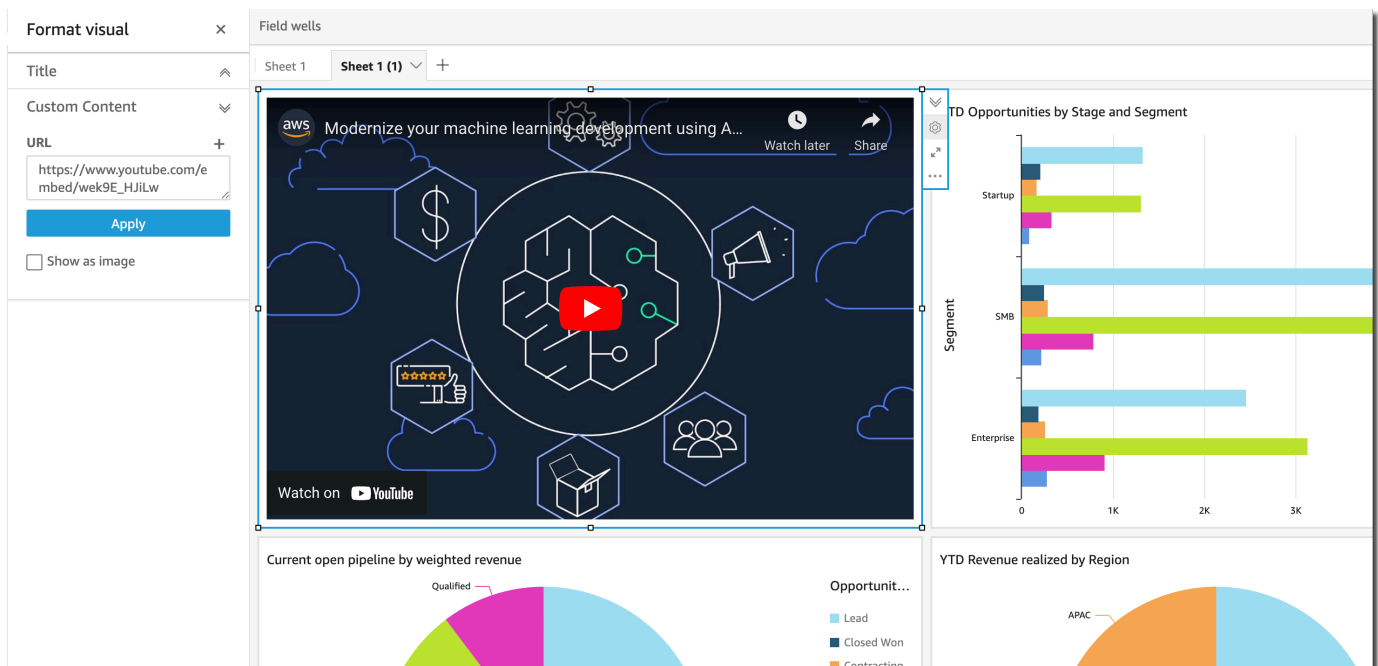 Format visual
Title
Custom Content
URL
https://www.youtube.com/e
mbed/wek9E_HJiLw
Apply
Show as image
Field wells
Sheet 1
Sheet 1 (1)
aws
Modernize your machine learning development using A...
Watch later
Share
Watch on YouTube
TD Opportunities by Stage and Segment
Segment
Startup
SMB
Enterprise
0 1K 2K 3K
Current open pipeline by weighted revenue
Qualified
Opportunit...
Lead
Closed Won
Contracting
YTD Revenue realized by Region
APAC